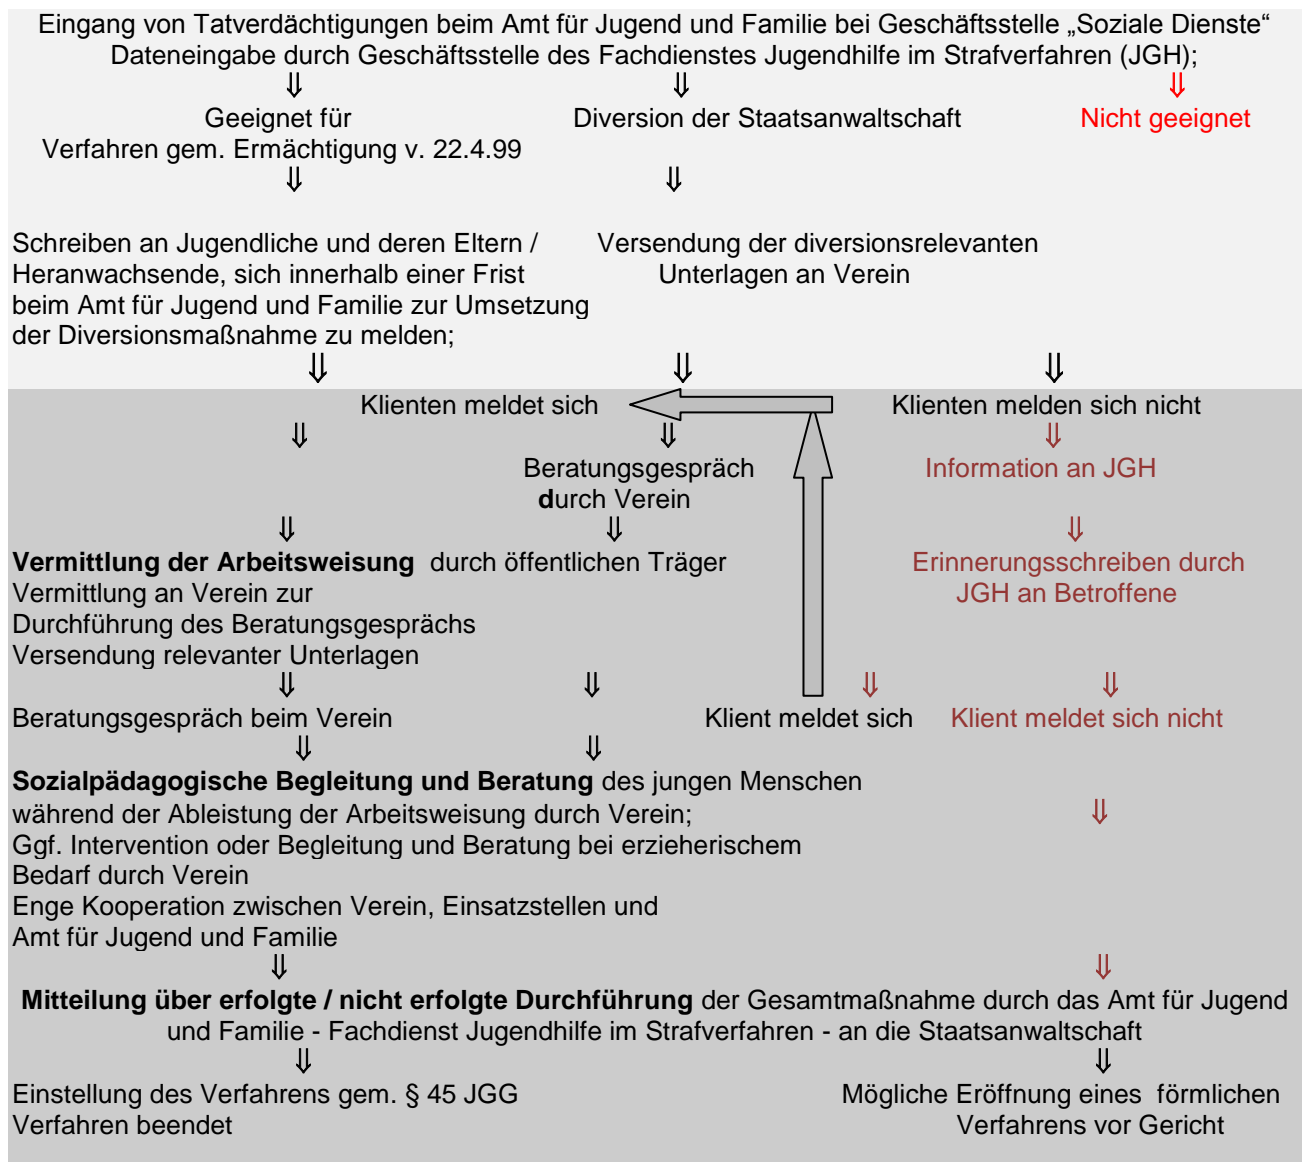 Eingang von Tatverdächtigungen beim Amt für Jugend und Familie bei Geschäftsstelle „Soziale Dienste“
Dateneingabe durch Geschäftsstelle des Fachdienstes Jugendhilfe im Strafverfahren (JGH);
⇓ ⇓ ⇓
Geeignet für Diversion der Staatsanwaltschaft Nicht geeignet
Verfahren gem. Ermächtigung v. 22.4.99
⇓ ⇓
Schreiben an Jugendliche und deren Eltern / Versendung der diversionsrelevanten
Heranwachsende, sich innerhalb einer Frist Unterlagen an Verein
beim Amt für Jugend und Familie zur Umsetzung
der Diversionsmaßnahme zu melden;
⇓ ⇓ ⇓
Klienten meldet sich Klienten melden sich nicht
⇓ ⇓ ⇓
Beratungsgespräch Information an JGH
durch Verein
⇓ ⇓ ⇓
Vermittlung der Arbeitsweisung durch öffentlichen Träger Erinnerungsschreiben durch
Vermittlung an Verein zur JGH an Betroffene
Durchführung des Beratungsgesprächs
Versendung relevanter Unterlagen
⇓ ⇓ ⇓ ⇓
Beratungsgespräch beim Verein Klient meldet sich Klient meldet sich nicht
⇓ ⇓
Sozialpädagogische Begleitung und Beratung des jungen Menschen
während der Ableistung der Arbeitsweisung durch Verein; ⇓
Ggf. Intervention oder Begleitung und Beratung bei erzieherischem
Bedarf durch Verein
Enge Kooperation zwischen Verein, Einsatzstellen und
Amt für Jugend und Familie
⇓ ⇓
Mitteilung über erfolgte / nicht erfolgte Durchführung der Gesamtmaßnahme durch das Amt für Jugend
und Familie - Fachdienst Jugendhilfe im Strafverfahren - an die Staatsanwaltschaft
⇓ ⇓
Einstellung des Verfahrens gem. § 45 JGG Mögliche Eröffnung eines förmlichen
Verfahren beendet Verfahrens vor Gericht